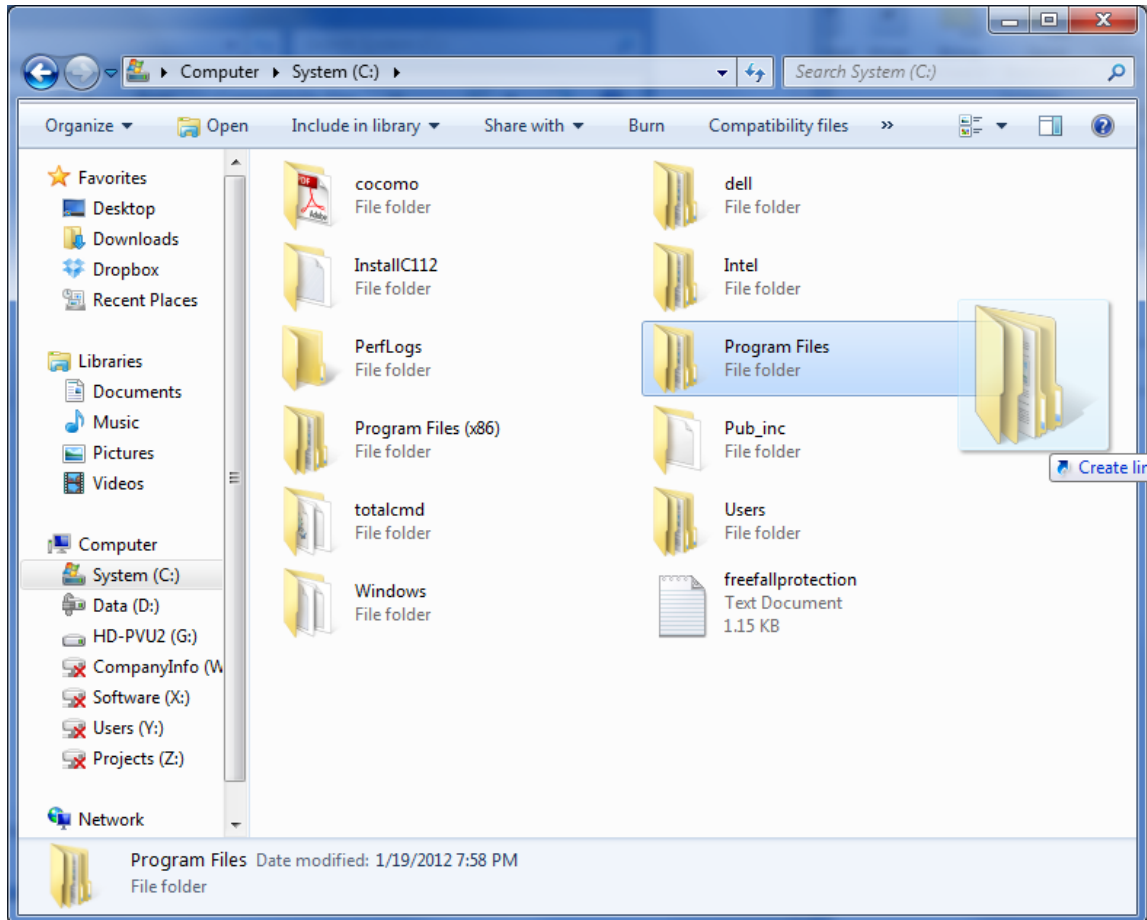 Computer System (C:) Search System (C:)
Organize Open Include in library Share with Burn Compatibility files »
Favorites
Desktop
Downloads
Dropbox
Recent Places
Libraries
Documents
Music
Pictures
Videos
Computer
System (C:)
Data (D:)
HD-PVU2 (G:)
CompanyInfo (W
Software (X:)
Users (Y:)
Projects (Z:)
Network
cocomo
File folder
dell
File folder
InstallC112
File folder
Intel
File folder
PerfLogs
File folder
Program Files
File folder
Program Files (x86)
File folder
Pub_inc
File folder
Create lin
totalcmd
File folder
Users
File folder
Windows
File folder
freefallprotection
Text Document
1.15 KB
Program Files Date modified: 1/19/2012 7:58 PM
File folder